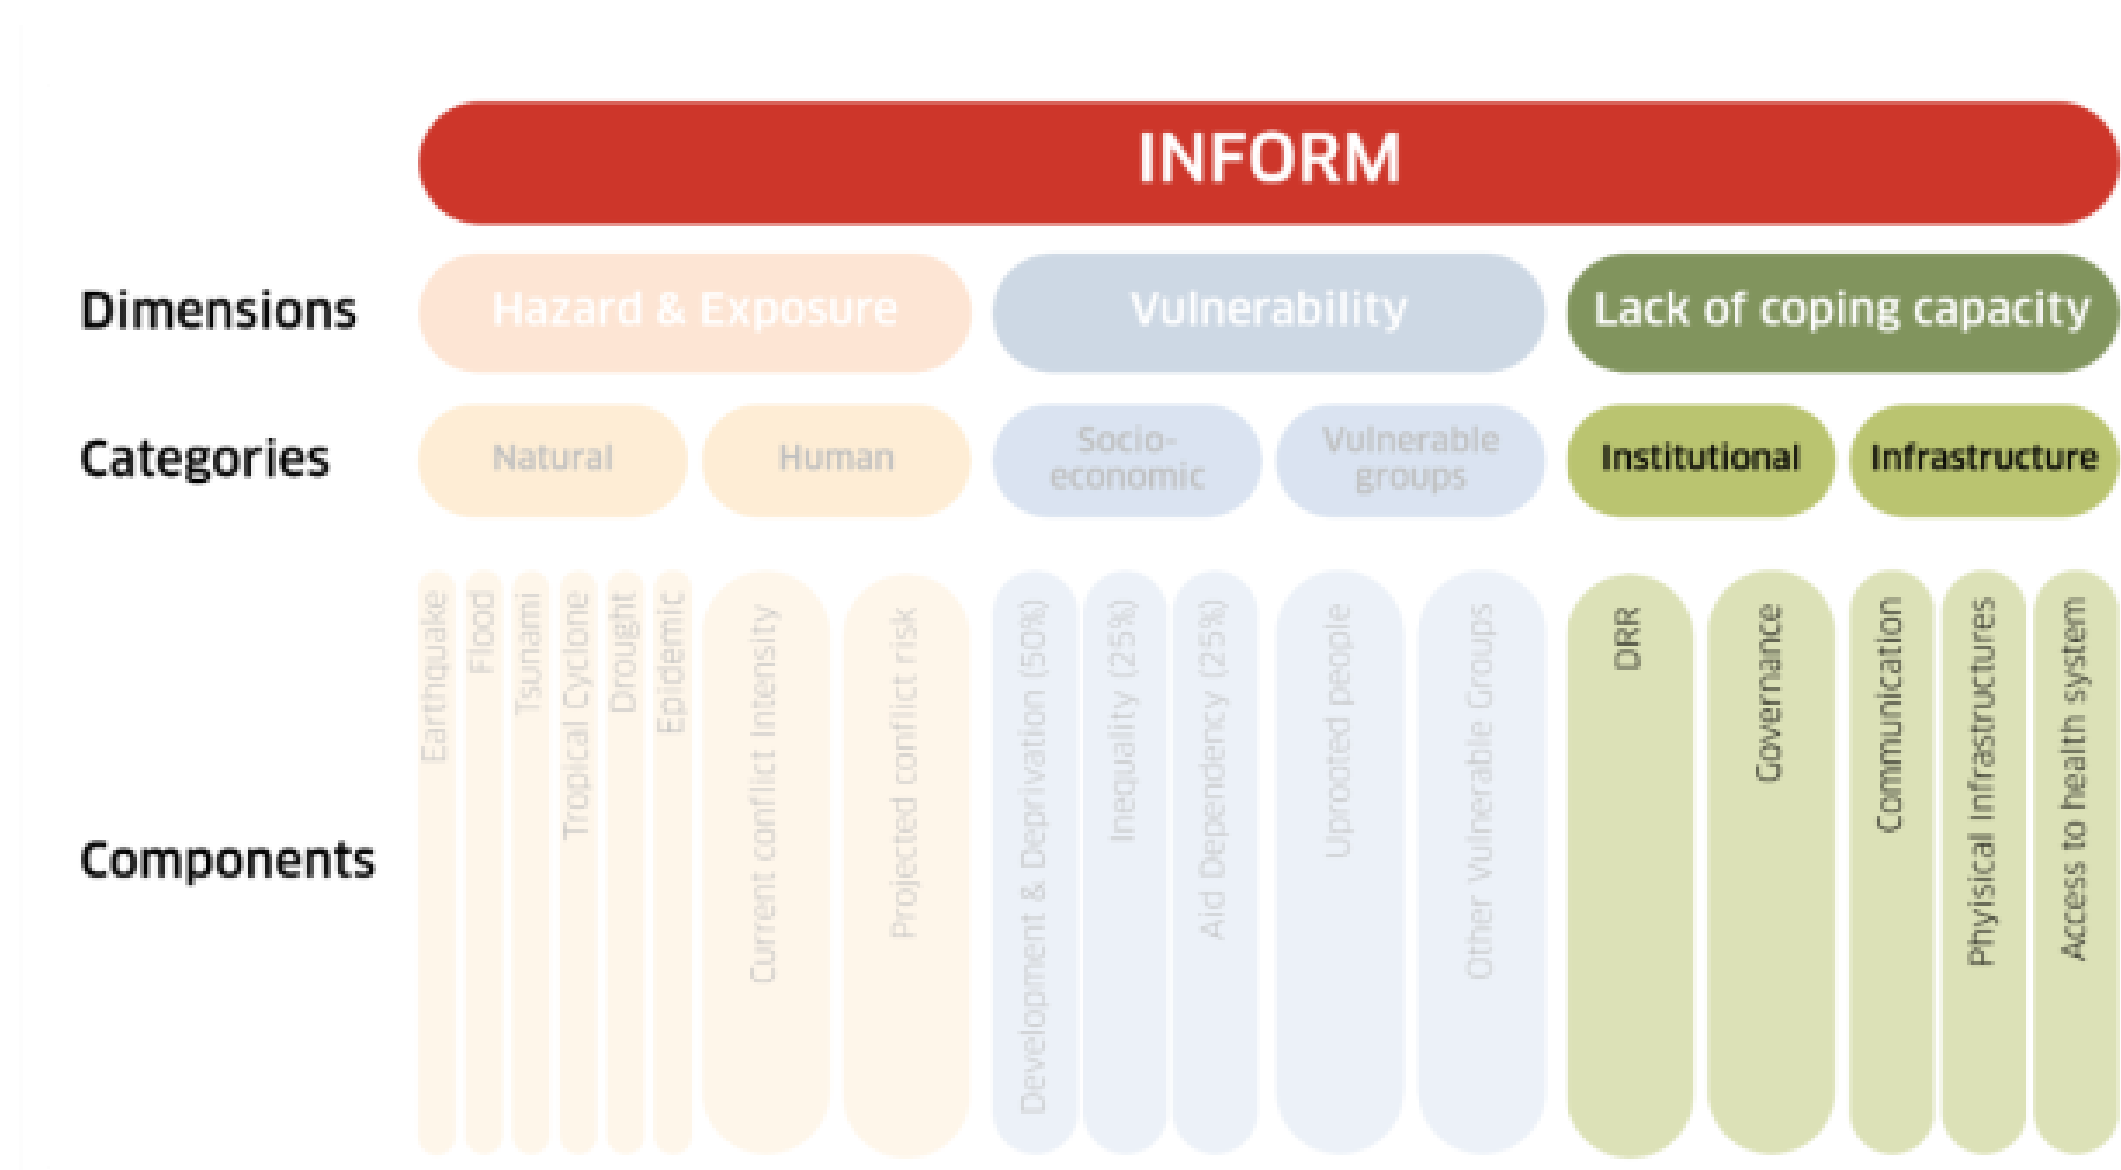 INFORM
Dimensions
Hazard & Exposure
Vulnerability
Lack of coping capacity
Categories
Natural
Human
Socio-
economic
Vulnerable
groups
Institutional
Infrastructure
Components
Earthquake
Flood
Tsunami
Tropical Cyclone
Drought
Epidemic
Current conflict Intensity
Projected conflict risk
Development & Deprivation (50%)
Inequality (25%)
Aid Dependency (25%)
Uprooted people
Other Vulnerable Groups
DRR
Governance
Communication
Phyisical Infrastructures
Access to health system